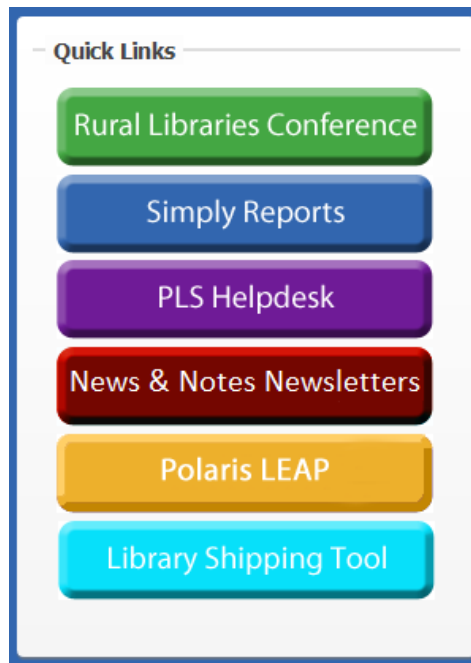 Quick Links
Rural Libraries Conference
Simply Reports
PLS Helpdesk
News & Notes Newsletters
Polaris LEAP
Library Shipping Tool